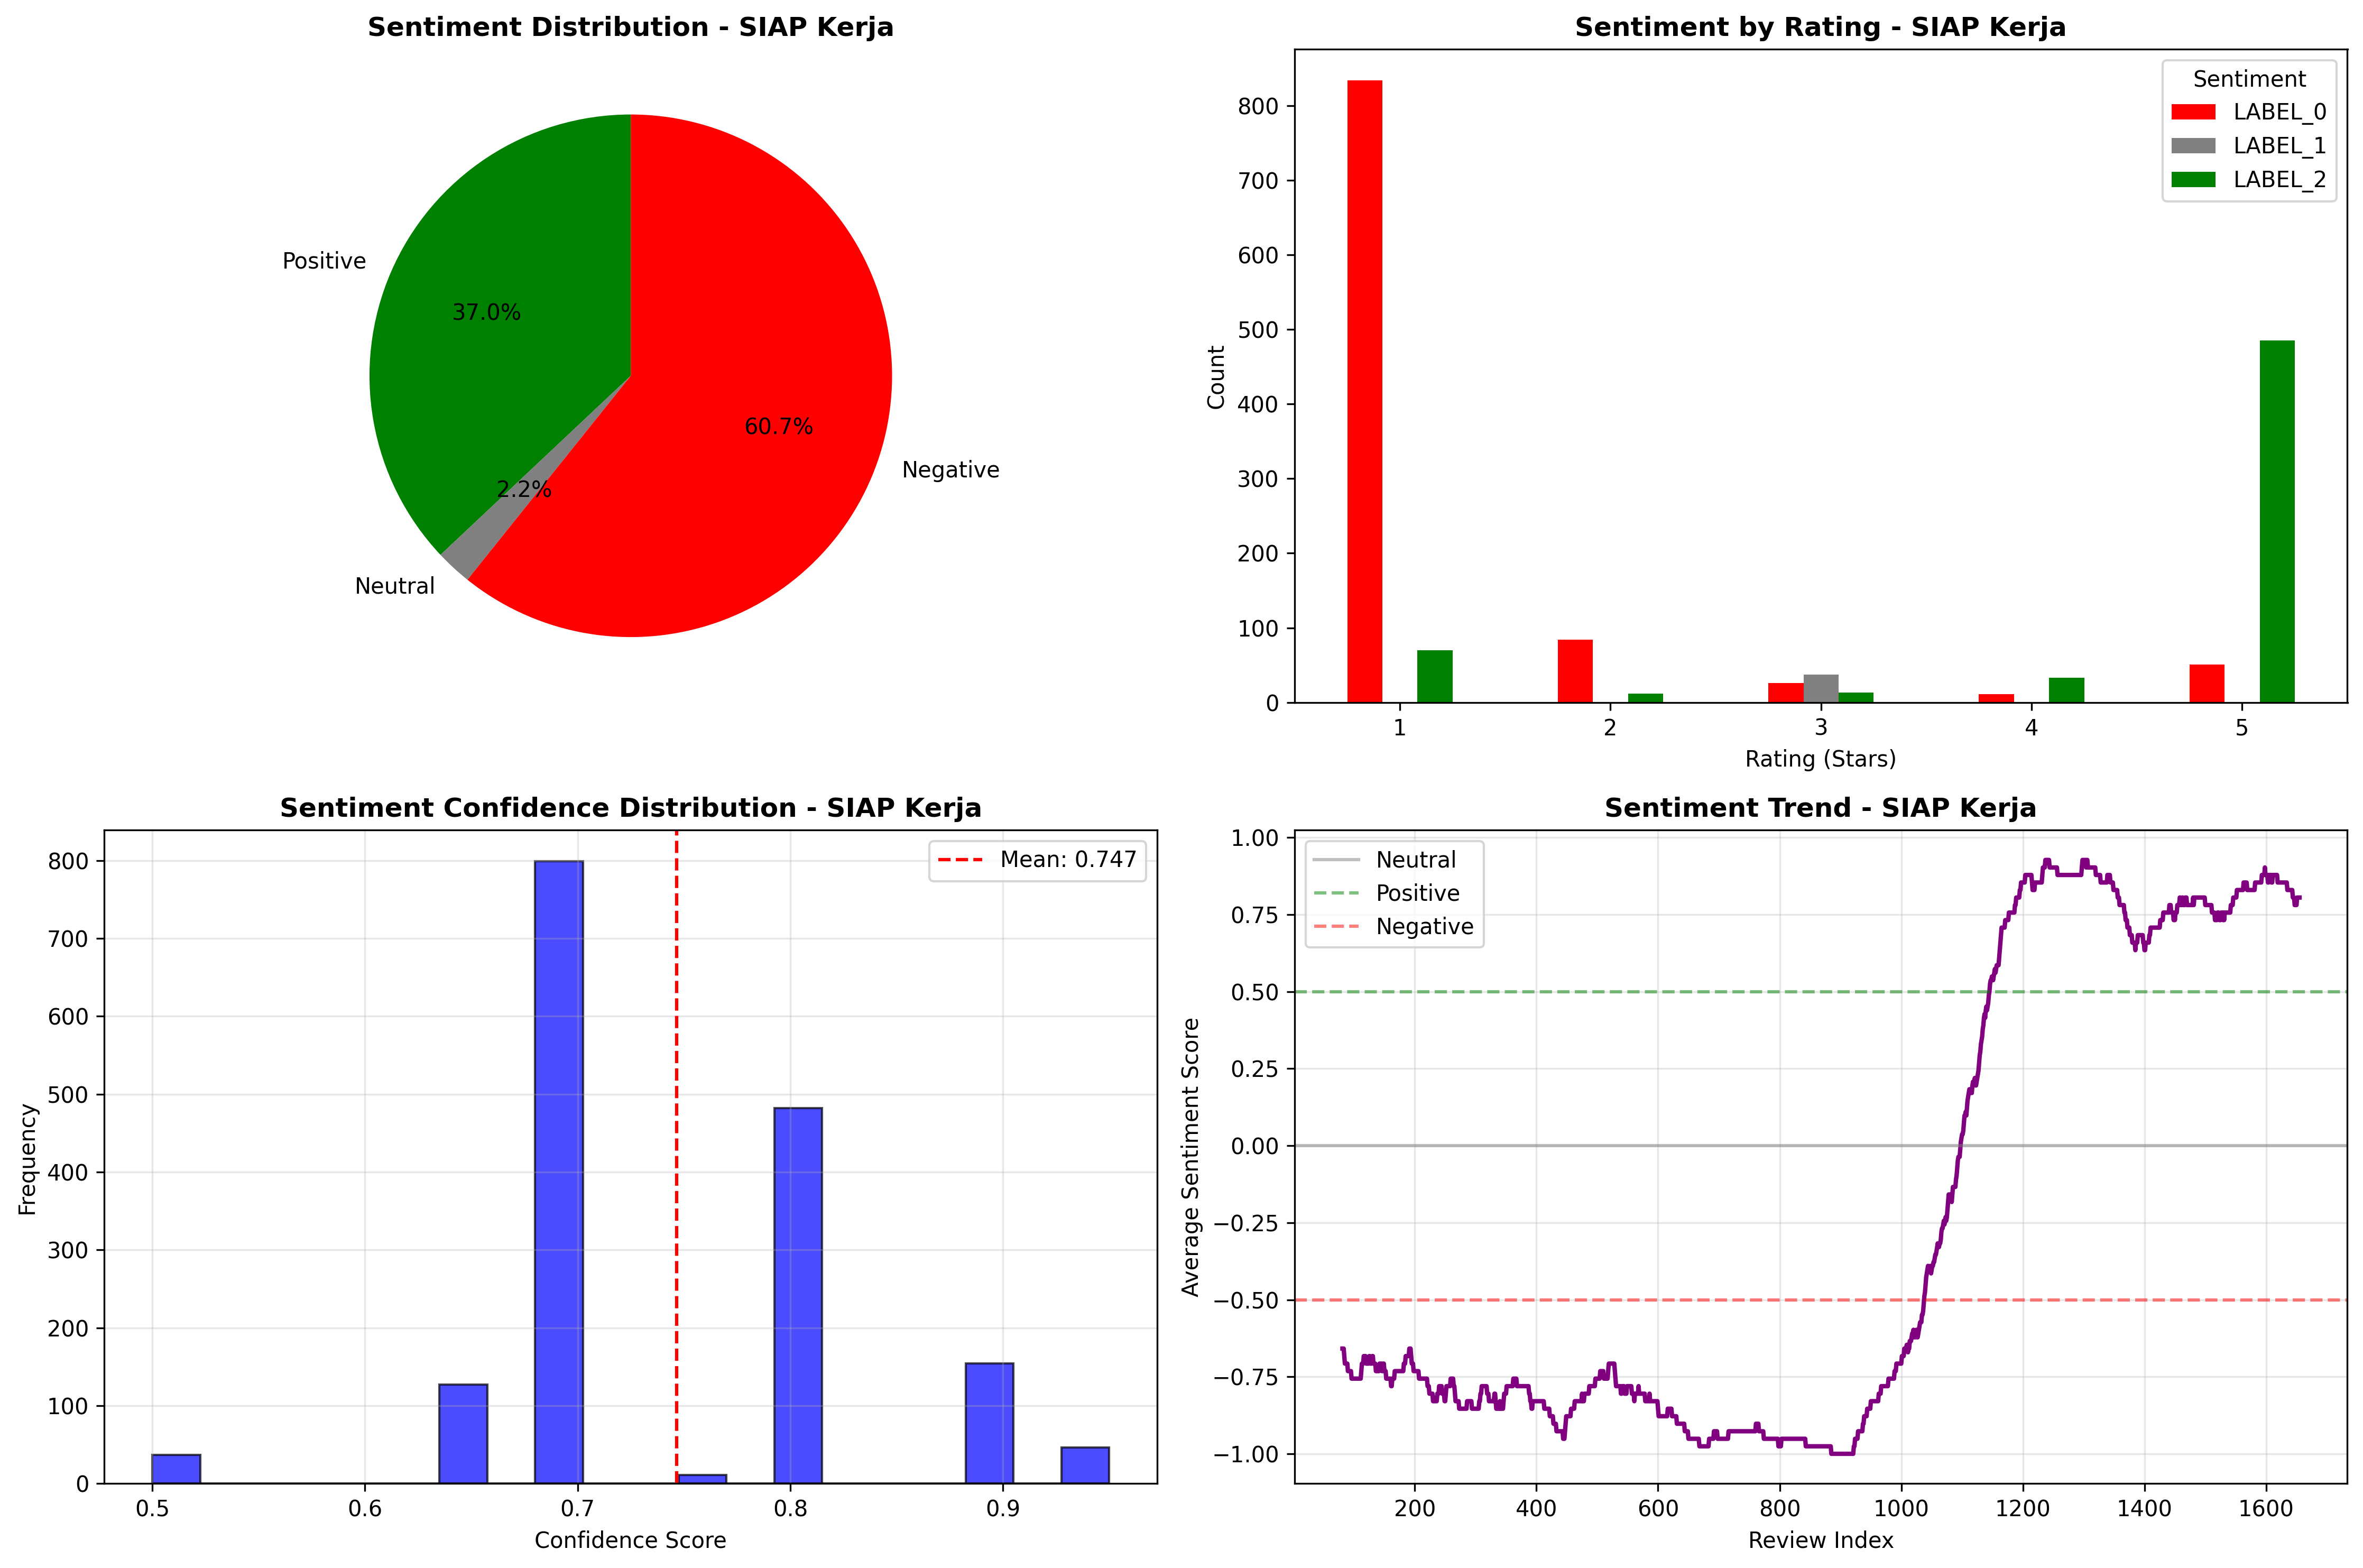 Sentiment Distribution - SIAP Kerja
Positive
37.0%
60.7%
Negative
2.2%
Neutral
Sentiment by Rating - SIAP Kerja
Sentiment
LABEL_0
LABEL_1
LABEL_2
Count
800
700
600
500
400
300
200
100
0
1 2 3 4 5
Rating (Stars)
Sentiment Confidence Distribution - SIAP Kerja
Mean: 0.747
Frequency
800
700
600
500
400
300
200
100
0
0.5 0.6 0.7 0.8 0.9
Confidence Score
Sentiment Trend - SIAP Kerja
Neutral
Positive
Negative
Average Sentiment Score
1.00
0.75
0.50
0.25
0.00
−0.25
−0.50
−0.75
−1.00
200 400 600 800 1000 1200 1400 1600
Review Index